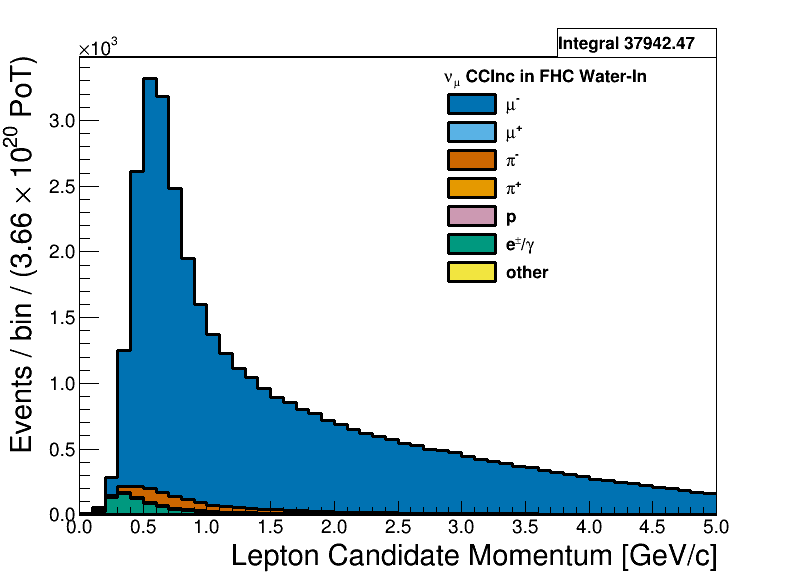 Integral 37942.47
×10³
ν_μ CCInc in FHC Water-In
μ⁻
μ⁺
π⁻
π⁺
p
e±/γ
other
3.0
2.5
2.0
1.5
1.0
0.5
0.0
0.0 0.5 1.0 1.5 2.0 2.5 3.0 3.5 4.0 4.5 5.0
Lepton Candidate Momentum [GeV/c]
Events / bin / (3.66 × 10²⁰ PoT)